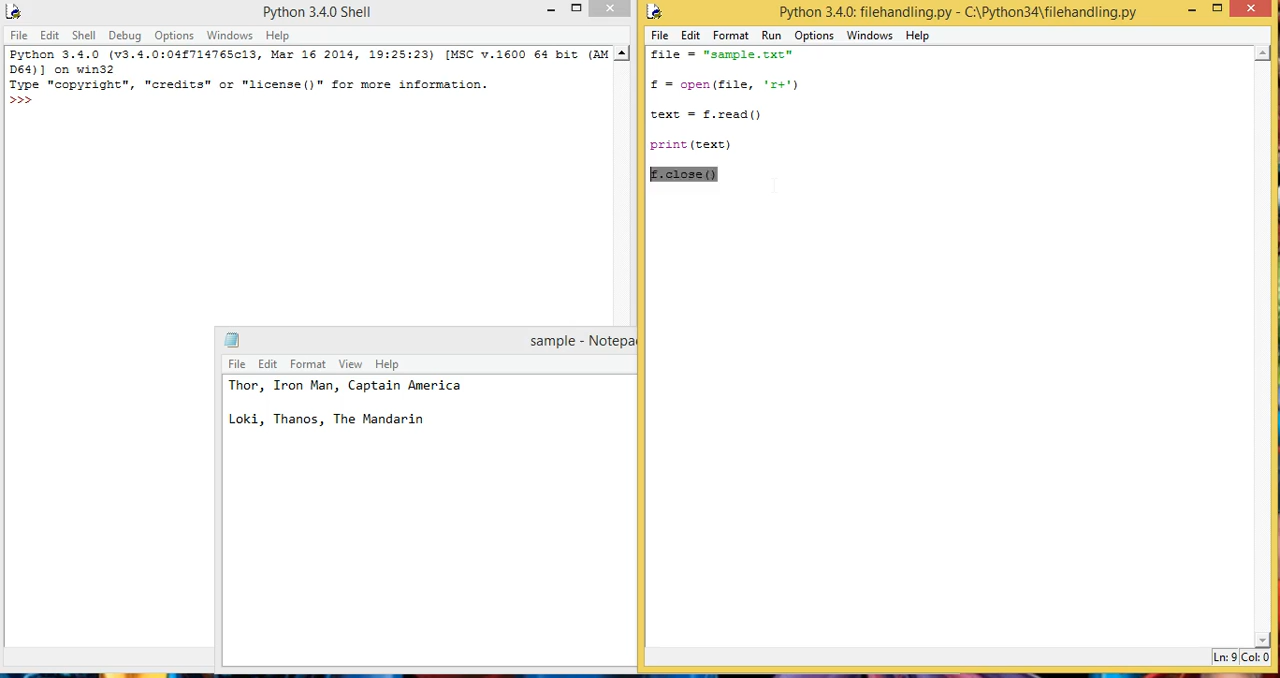 Python 3.4.0 Shell
File Edit Shell Debug Options Windows Help
Python 3.4.0 (v3.4.0:04f714765c13, Mar 16 2014, 19:25:23) [MSC v.1600 64 bit (AM
D64)] on win32
Type "copyright", "credits" or "license()" for more information.
>>>
sample - Notepa
File Edit Format View Help
Thor, Iron Man, Captain America
Loki, Thanos, The Mandarin
Python 3.4.0: filehandling.py - C:\Python34\filehandling.py
File Edit Format Run Options Windows Help
file = "sample.txt"
f = open(file, 'r+')
text = f.read()
print(text)
f.close()
Ln: 9 Col: 0